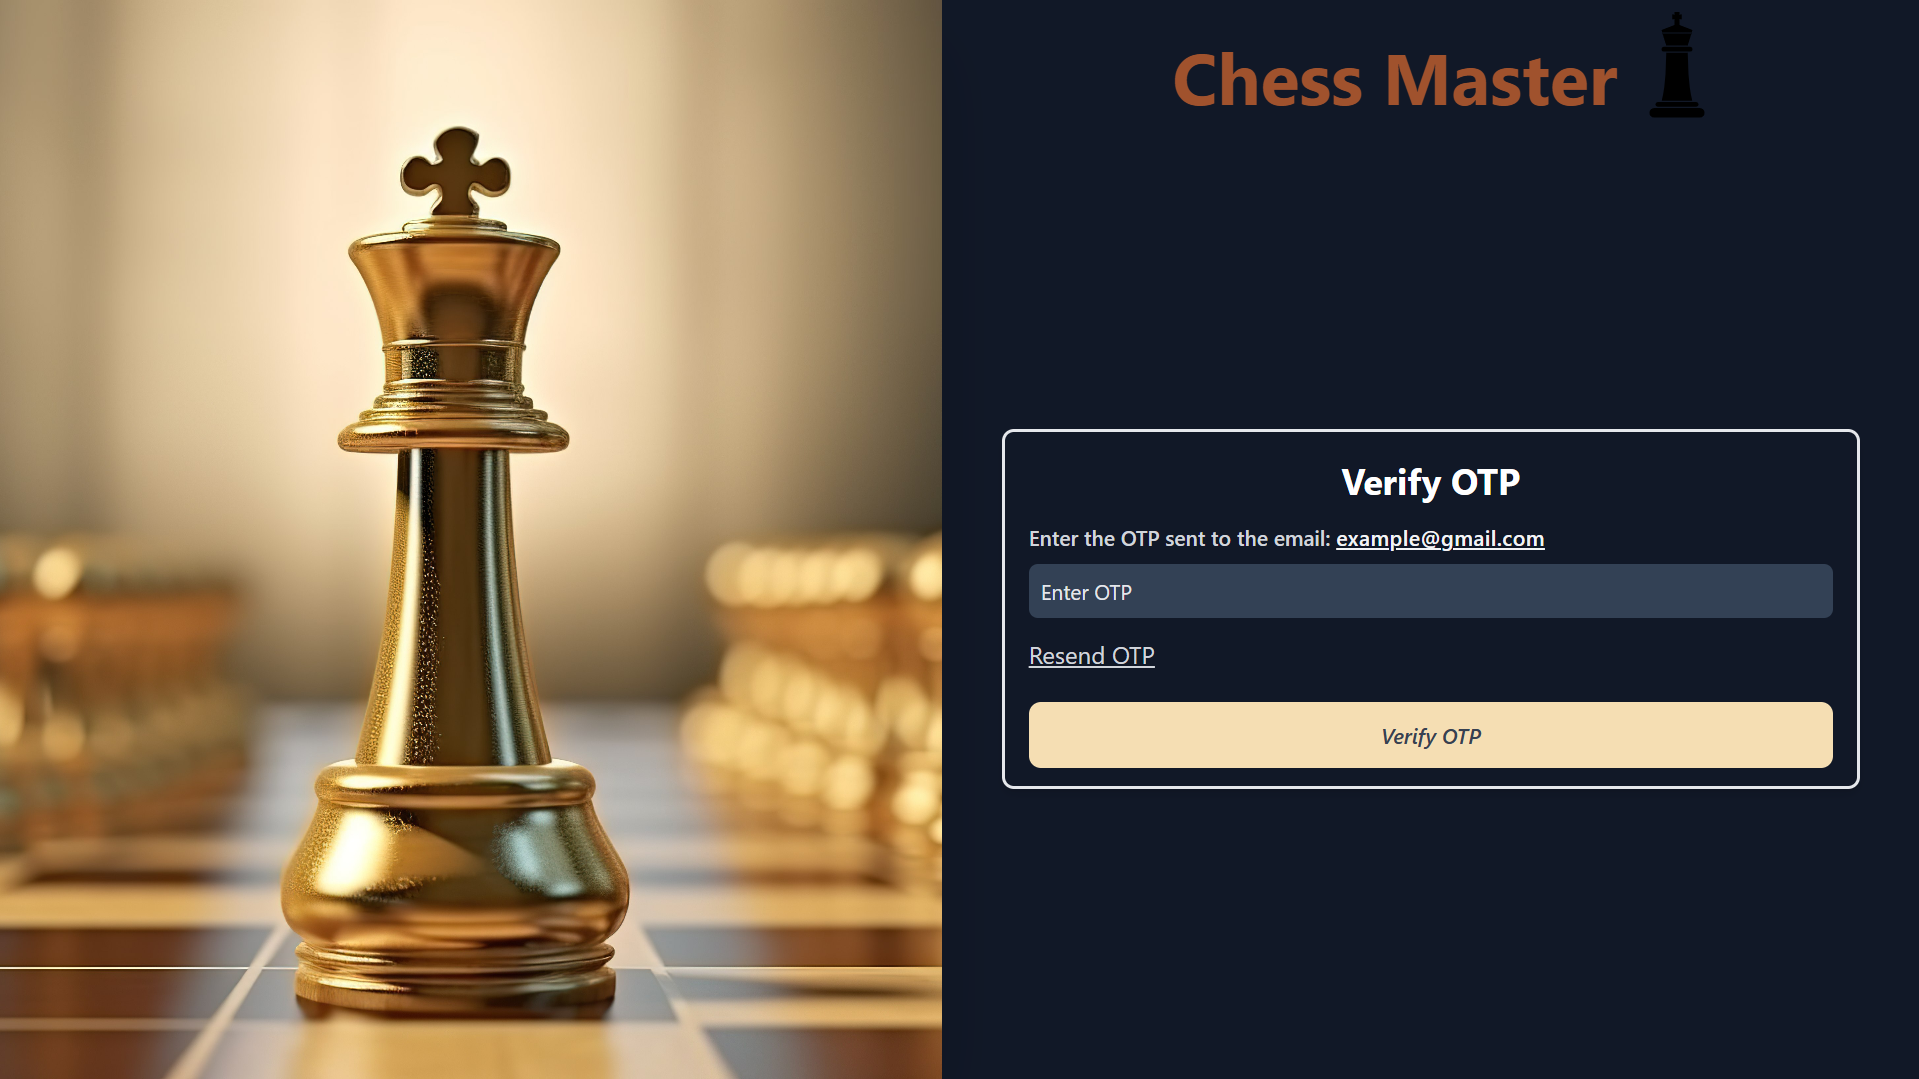 Chess Master
Verify OTP
Enter the OTP sent to the email: example@gmail.com
Enter OTP
Resend OTP
Verify OTP